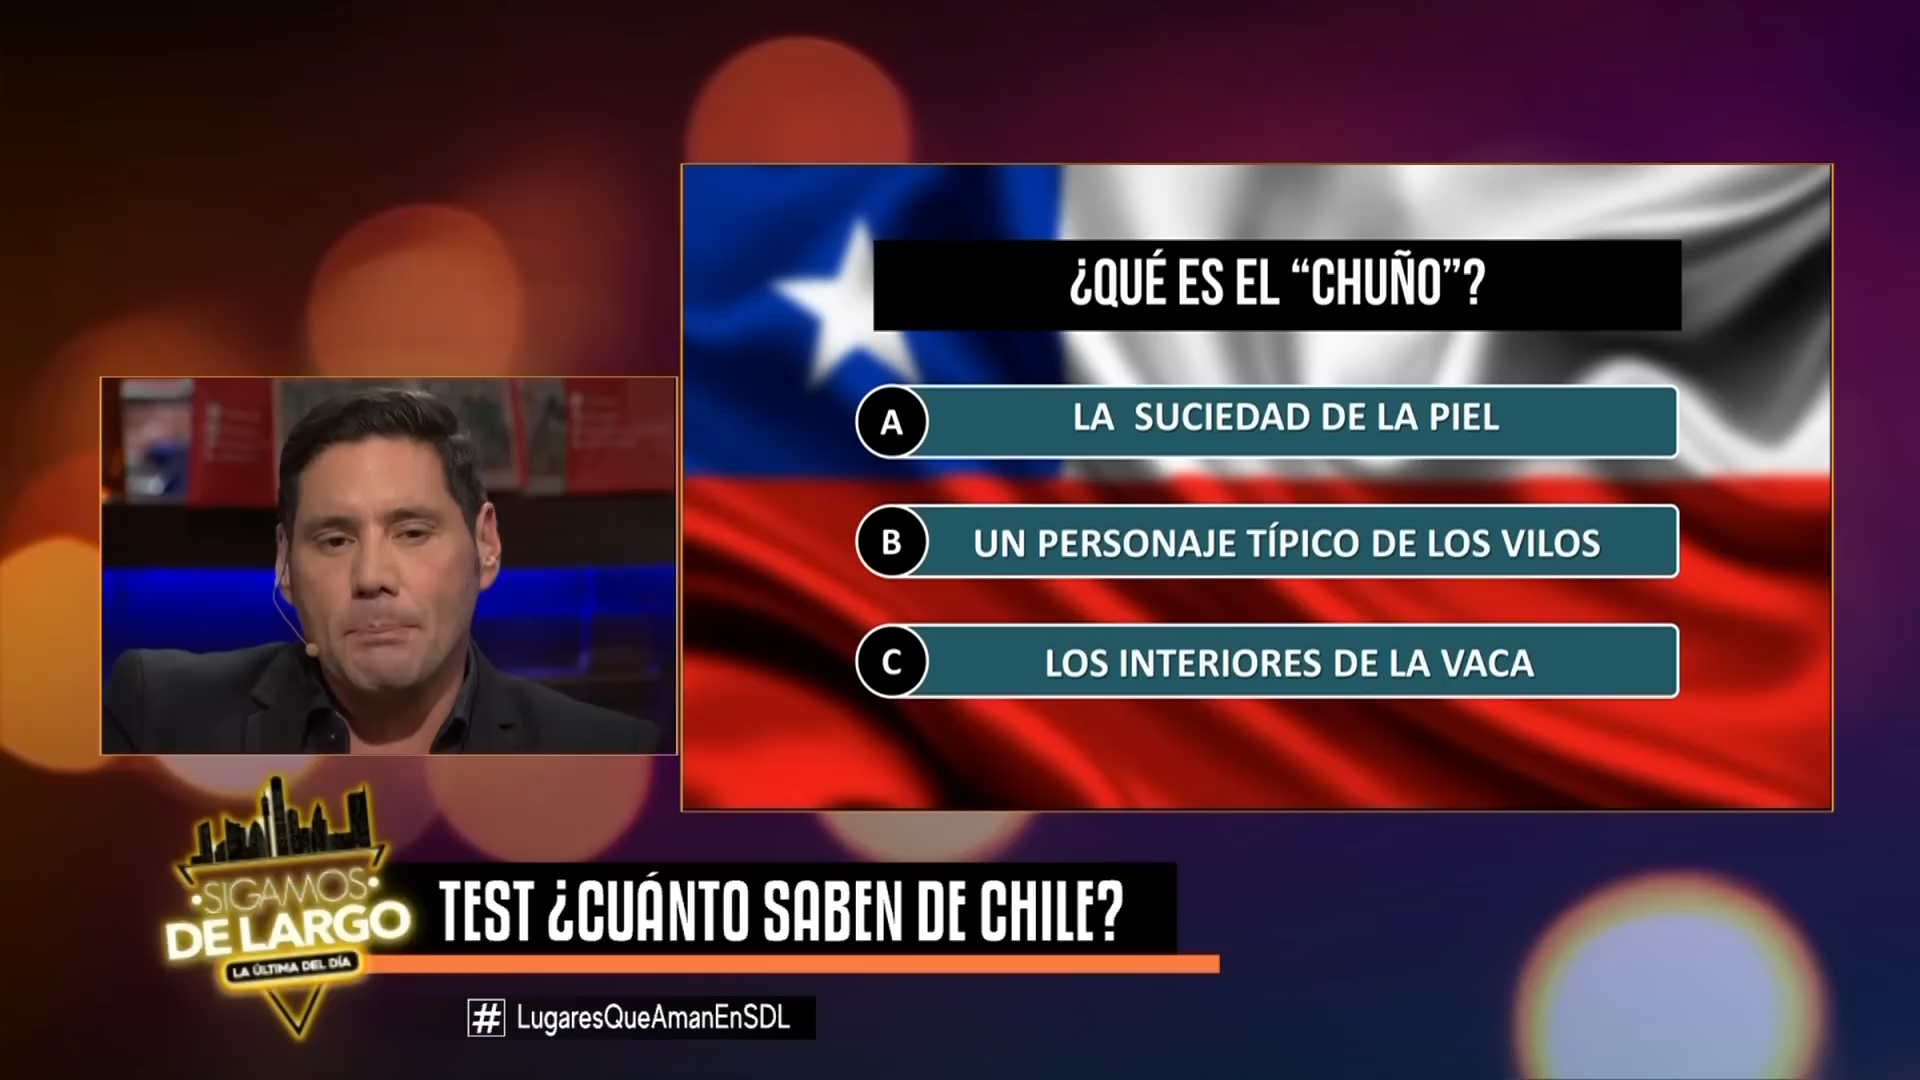 ¿QUÉ ES EL “CHUÑO”?
A LA SUCIEDAD DE LA PIEL
B UN PERSONAJE TÍPICO DE LOS VILOS
C LOS INTERIORES DE LA VACA
·SIGAMOS·
DE LARGO
LA ÚLTIMA DEL DÍA
TEST ¿CUÁNTO SABEN DE CHILE?
# LugaresQueAmanEnSDL